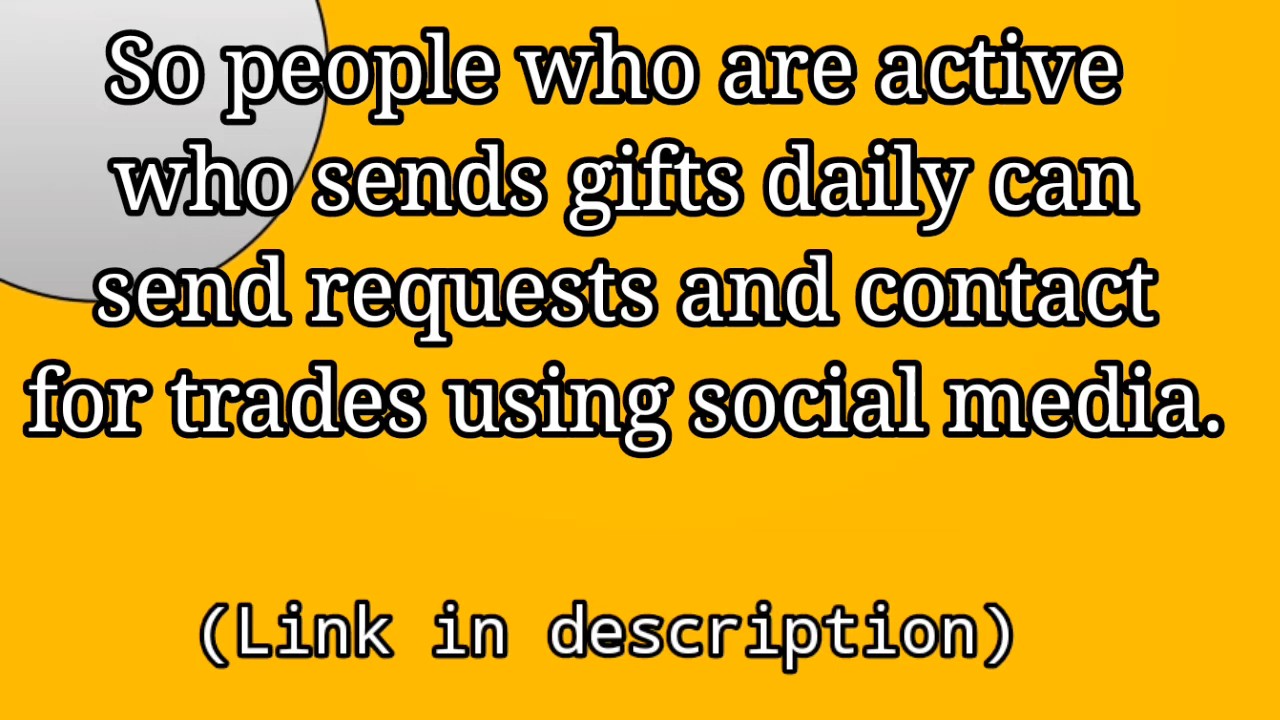 So people who are active
who sends gifts daily can
send requests and contact
for trades using social media.
(Link in description)